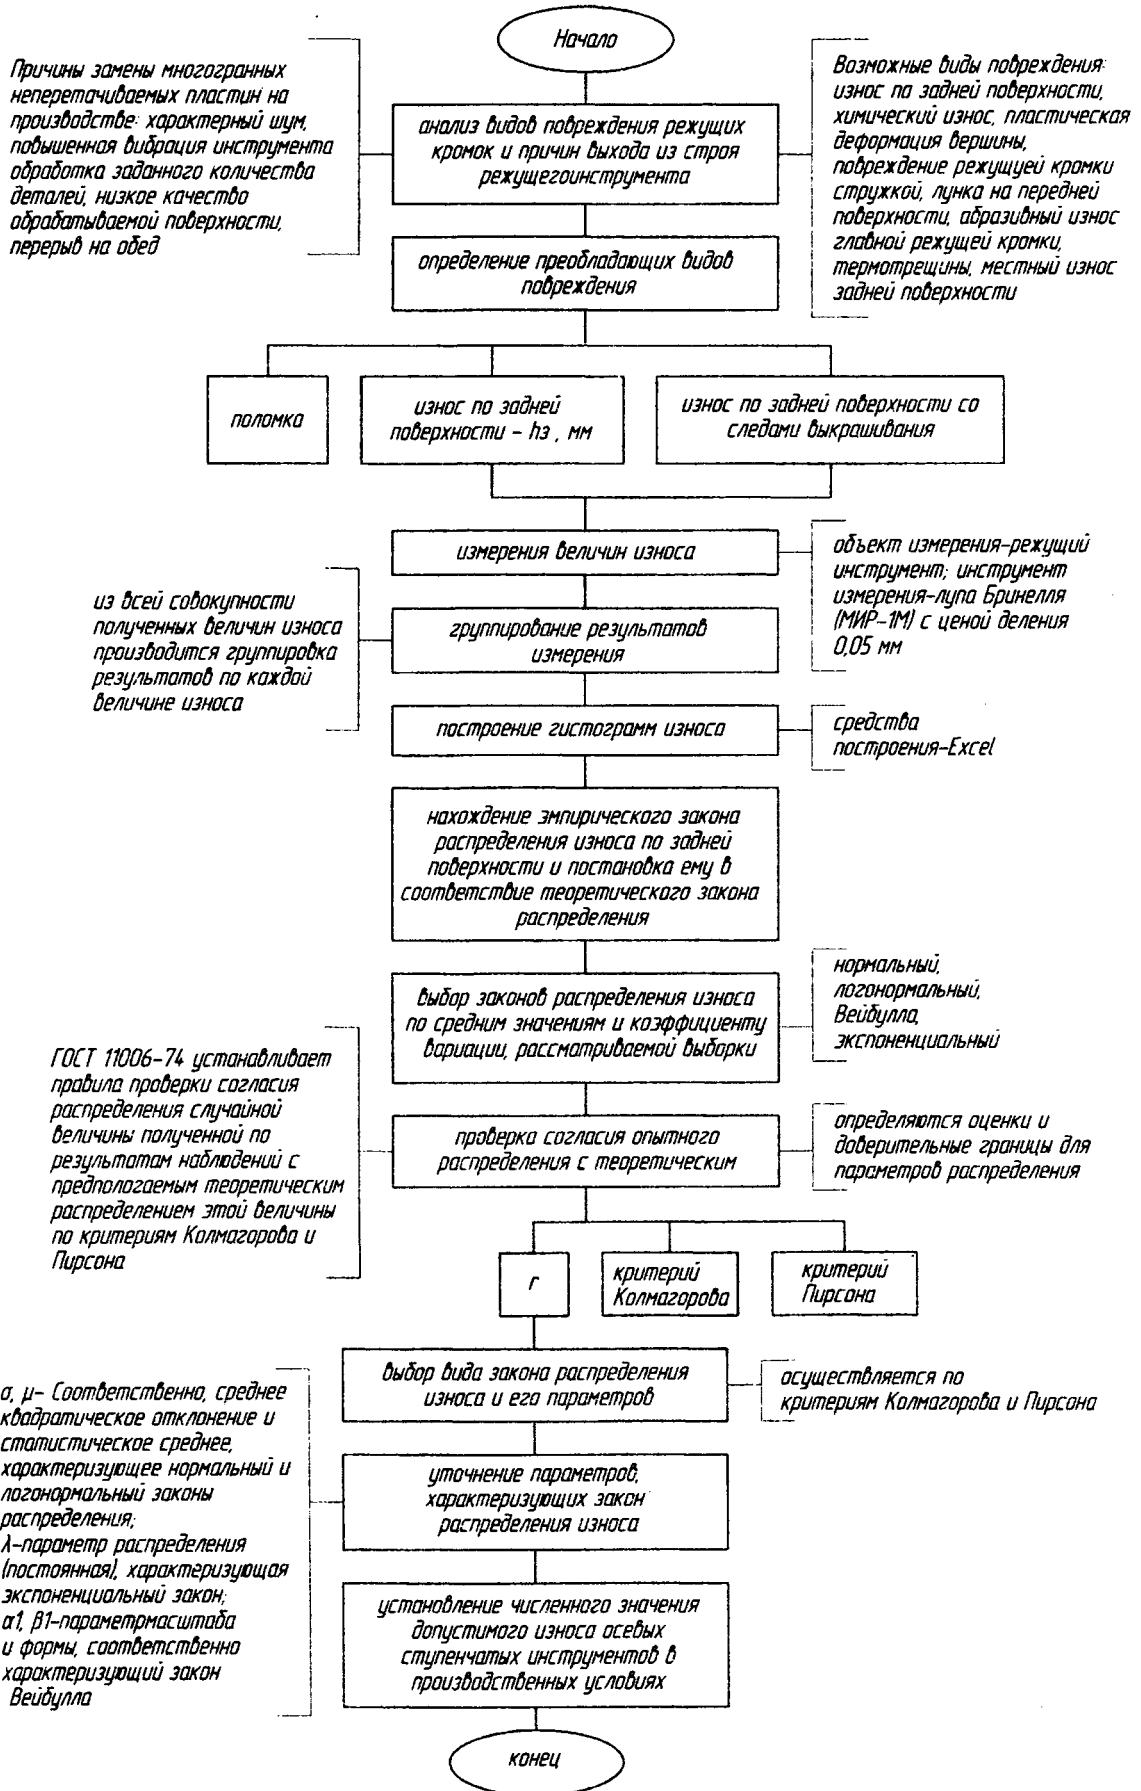 Начало
Причины замены многогранных
неперетачиваемых пластин на
производстве: характерный шум,
повышенная вибрация инструмента
обработка заданного количества
деталей, низкое качество
обрабатываемой поверхности,
перерыв на обед
анализ видов повреждения режущих
кромок и причин выхода из строя
режущегоинструмента
Возможные виды повреждения:
износ по задней поверхности,
химический износ, пластическая
деформация вершины,
повреждение режущуей кромки
стружкой, лунка на передней
поверхности, абразивный износ
главной режущей кромки,
термотрещины, местный износ
задней поверхности
определение преобладающих видов
повреждения
поломка
износ по задней
поверхности - hз , мм
износ по задней поверхности со
следами выкрашивания
измерения величин износа
объект измерения-режущий
инструмент; инструмент
измерения-лупа Бринелля
(МИР-1М) с ценой деления
0,05 мм
из всей совокупности
полученных величин износа
производится группировка
результатов по каждой
величине износа
группирование результатов
измерения
построение гистограмм износа
средства
построения-Excel
нахождение эмпирического закона
распределения износа по задней
поверхности и постановка ему в
соответствие теоретического закона
распределения
выбор законов распределения износа
по средним значениям и коэффициенту
вариации, рассматриваемой выборки
нормальный,
логонормальный,
Вейбулла,
экспоненциальный
ГОСТ 11006-74 устанавливает
правила проверки согласия
распределения случайной
величины полученной по
результатам наблюдений с
предпологаемым теоретическим
распределением этой величины
по критериям Колмагорова и
Пирсона
проверка согласия опытного
распределения с теоретическим
определяются оценки и
доверительные границы для
параметров распределения
r
критерий
Колмагорова
критерий
Пирсона
выбор вида закона распределения
износа и его параметров
осуществляется по
критериям Колмагорова и Пирсона
σ, μ- Соответственно, среднее
квадратическое отклонение и
статистическое среднее,
характеризующее нормальный и
логонормальный законы
распределения;
λ-параметр распределения
(постоянная), характеризующая
экспоненциальный закон;
α1, β1-параметрмасштаба
и формы, соответственно
характеризующий закон
Вейбулла
уточнение параметров,
характеризующих закон
распределения износа
установление численного значения
допустимого износа осевых
ступенчатых инструментов в
производственных условиях
конец